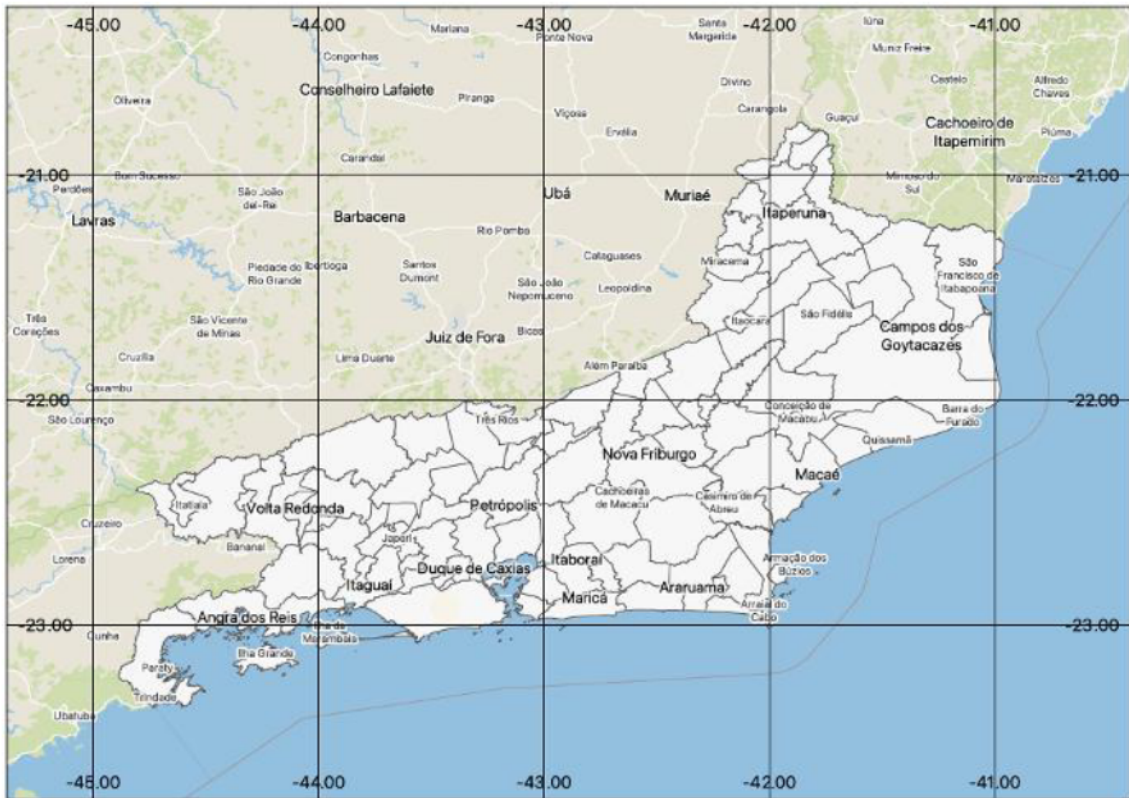 -45.00
-44.00
-43.00
-42.00
-41.00
Mariana
Ponte Nova
Santa
Margarida
Iúna
Muniz Freire
Congonhas
Conselheiro Lafaiete
Piranga
Oliveira
Divino
Castelo
Alfredo
Chaves
Viçosa
Carangola
Guaçuí
Cachoeiro de
Itapemirim
Piúma
Ervália
Carandaí
-21.00
-21.00
Perdões
Bom Sucesso
São João
del-Rei
Ubá
Muriaé
Mimoso do
Sul
Marataízes
Lavras
Barbacena
Itaperuna
Rio Pomba
Cataguases
Miracema
São
Francisco de
Itabapoana
Piedade do
Rio Grande
Ibertioga
Santos
Dumont
São João
Nepomuceno
Leopoldina
Três
Corações
São Vicente
de Minas
Juiz de Fora
Bicas
Itaocara
São Fidélis
Campos dos
Goytacazes
Cruzília
Lima Duarte
Além Paraíba
Caxambu
-22.00
-22.00
São Lourenço
Três Rios
Conceição de
Macabu
Barra do
Furado
Quissamã
Nova Friburgo
Macaé
Itatiaia
Volta Redonda
Petrópolis
Cachoeiras
de Macacu
Casimiro de
Abreu
Cruzeiro
Bananal
Japeri
Lorena
Itaguaí
Duque de Caxias
Itaboraí
Armação dos
Búzios
Maricá
Araruama
Arraial do
Cabo
Angra dos Reis
-23.00
-23.00
Cunha
Ilha da
Marambaia
Ilha Grande
Paraty
Trindade
Ubatuba
-45.00
-44.00
-43.00
-42.00
-41.00